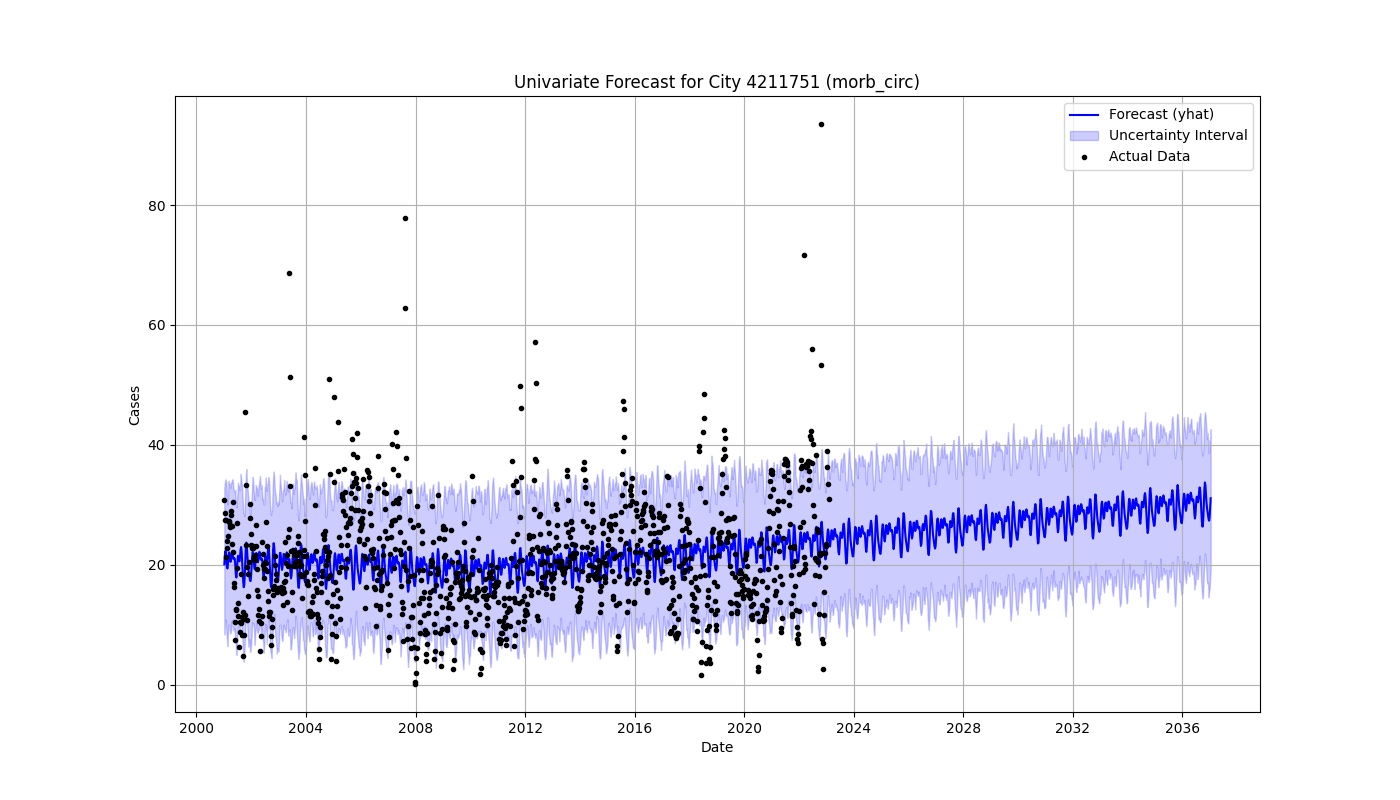 Univariate Forecast for City 4211751 (morb_circ)
Forecast (yhat)
Uncertainty Interval
Actual Data
Cases
80
60
40
20
0
2000 2004 2008 2012 2016 2020 2024 2028 2032 2036
Date